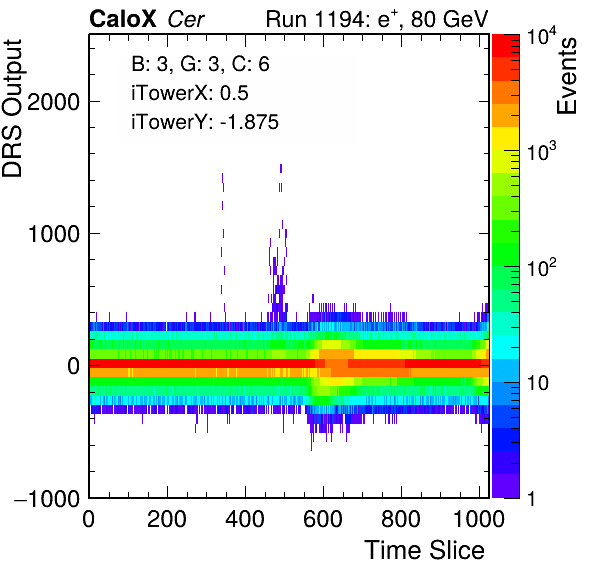 CaloX Cer Run 1194: e⁺, 80 GeV
B: 3, G: 3, C: 6
iTowerX: 0.5
iTowerY: -1.875
DRS Output
2000
1000
0
−1000
0 200 400 600 800 1000
Time Slice
Events
10⁴
10³
10²
10
1